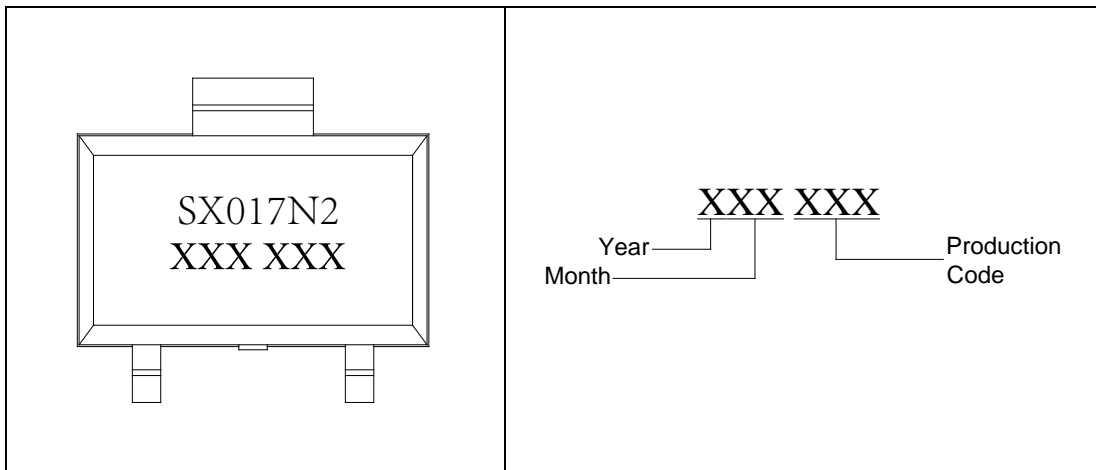 SX017N2
XXX XXX
XXX XXX
Year
Month
Production
Code